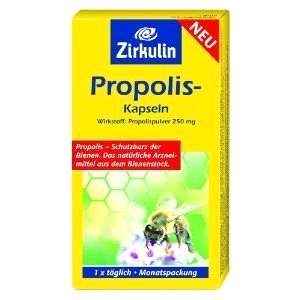 Zirkulin
NEU
Propolis-
Kapseln
Wirkstoff: Propolispulver 250 mg
Propolis – Schutzharz der
Bienen. Das natürliche Arznei-
mittel aus dem Bienenstock.
1 x täglich • Monatspackung